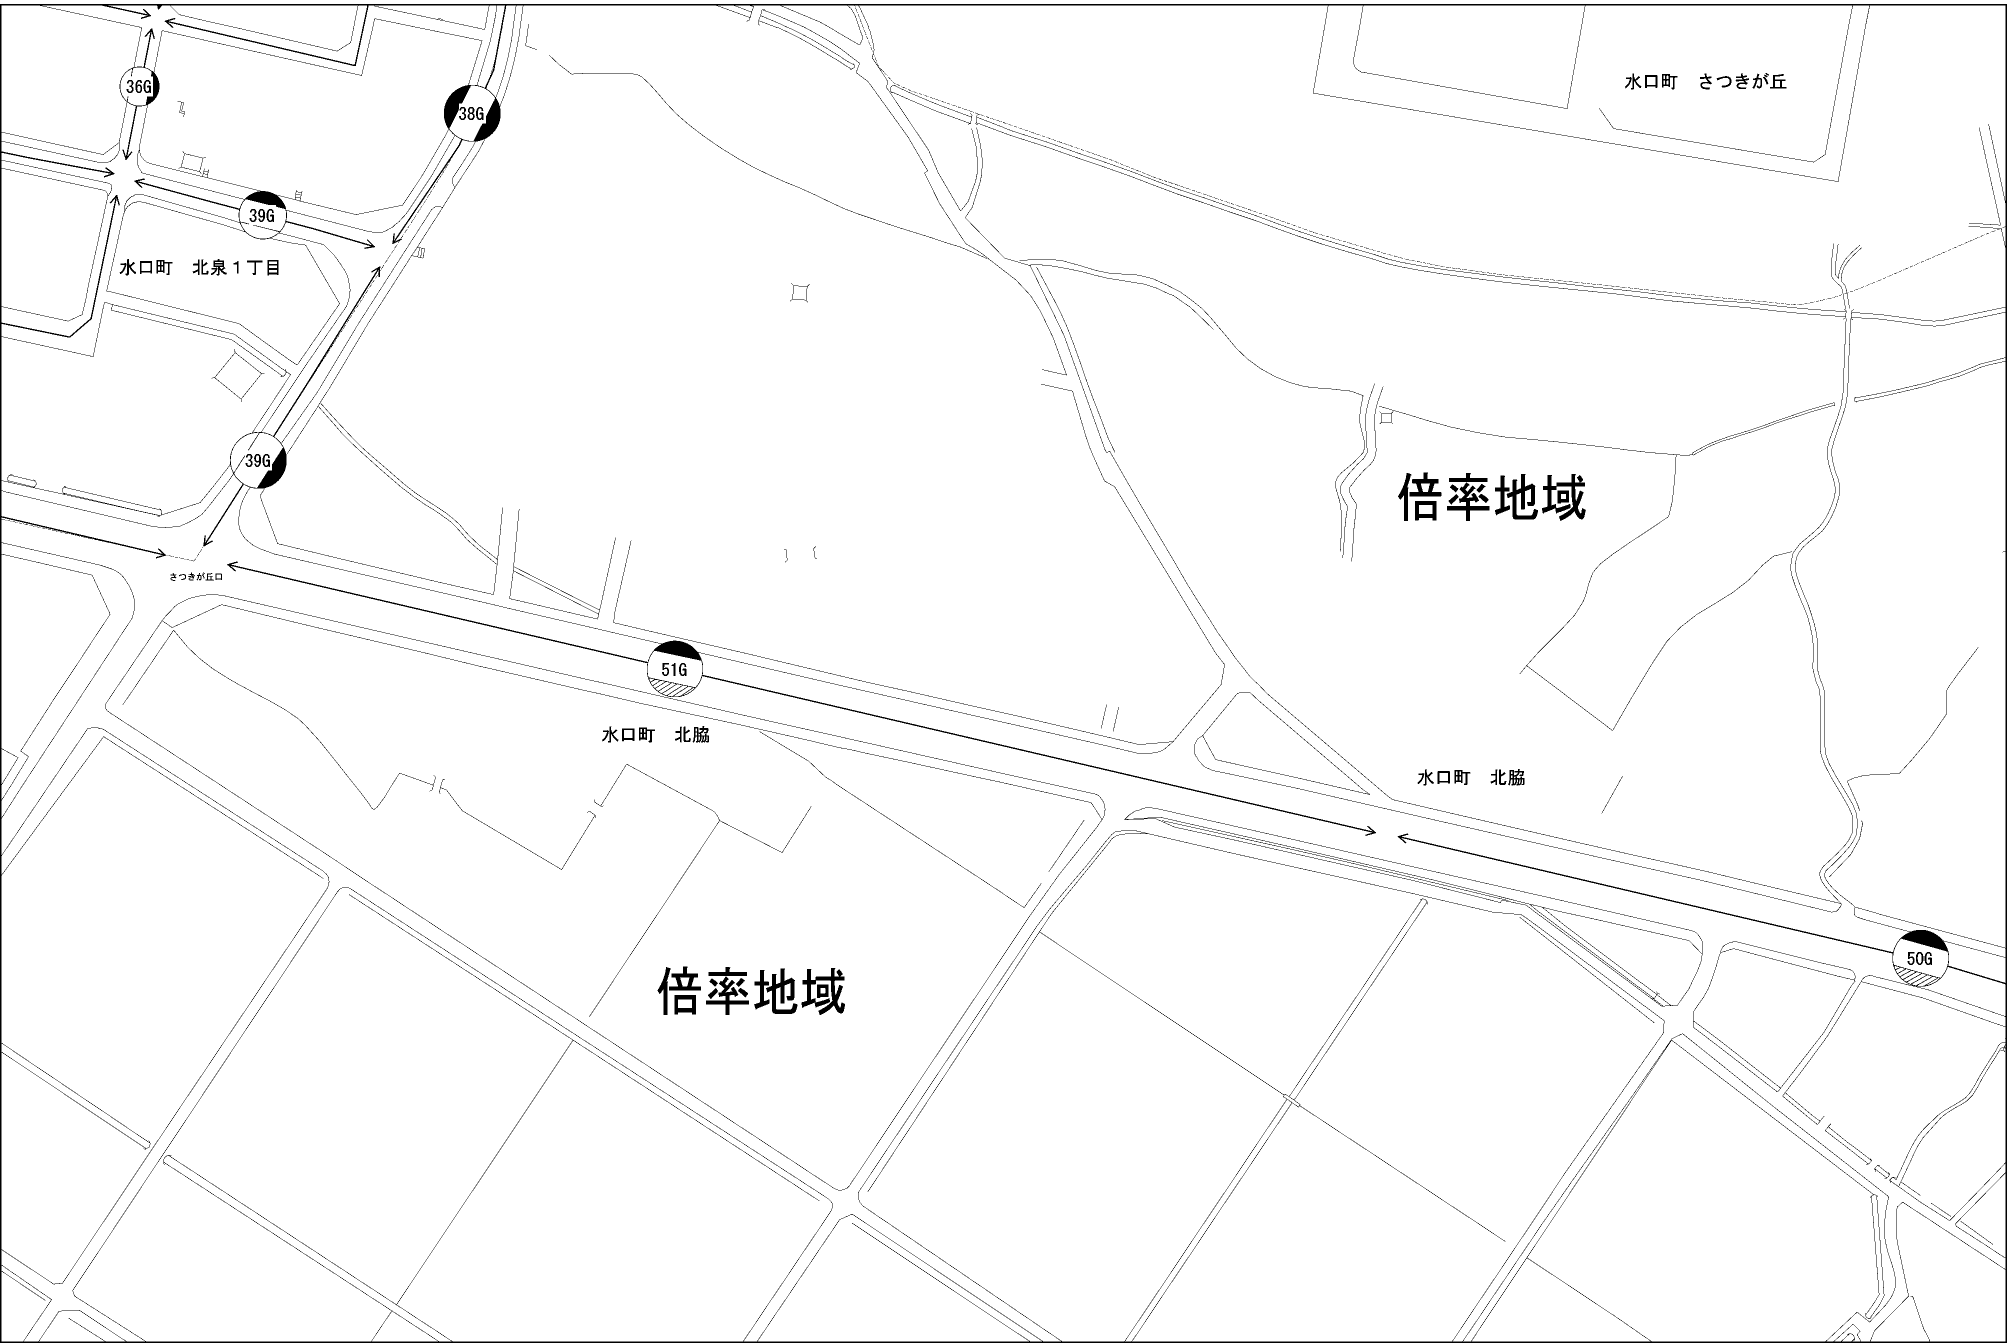 水口町　さつきが丘
36G
38G
39G
水口町　北泉１丁目
39G
倍率地域
さつきが丘口
51G
水口町　北脇
水口町　北脇
50G
倍率地域